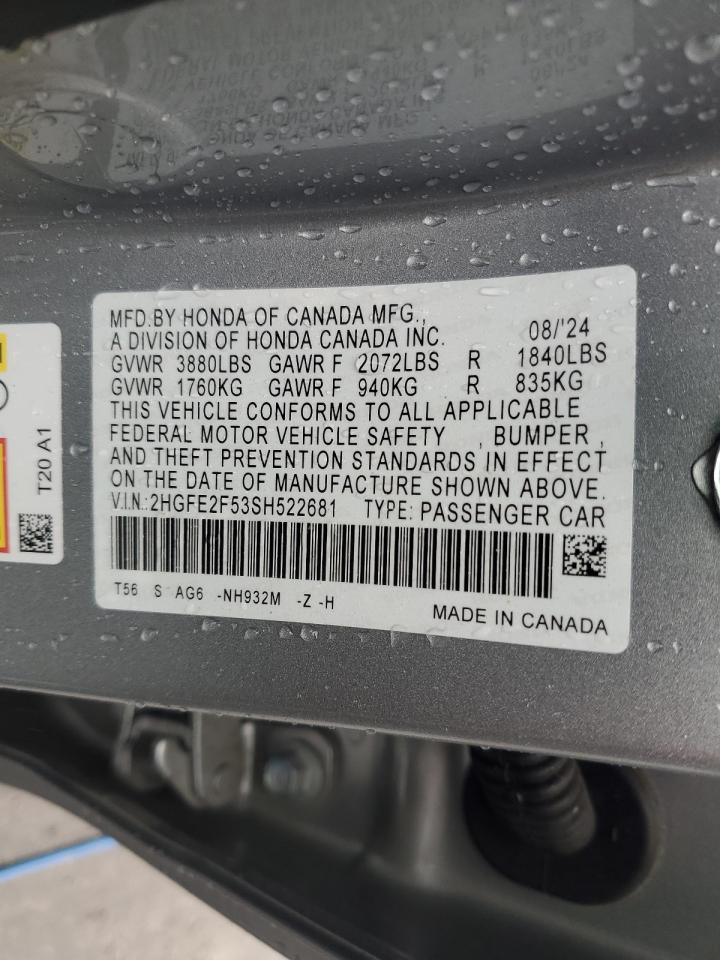 MFD.BY HONDA OF CANADA MFG.,
A DIVISION OF HONDA CANADA INC. 08/'24
GVWR 3880LBS GAWR F 2072LBS R 1840LBS
GVWR 1760KG GAWR F 940KG R 835KG
THIS VEHICLE CONFORMS TO ALL APPLICABLE
FEDERAL MOTOR VEHICLE SAFETY , BUMPER ,
AND THEFT PREVENTION STANDARDS IN EFFECT
ON THE DATE OF MANUFACTURE SHOWN ABOVE.
V.I.N.:2HGFE2F53SH522681 TYPE: PASSENGER CAR
T56 S AG6 -NH932M -Z -H
MADE IN CANADA
T20 A1